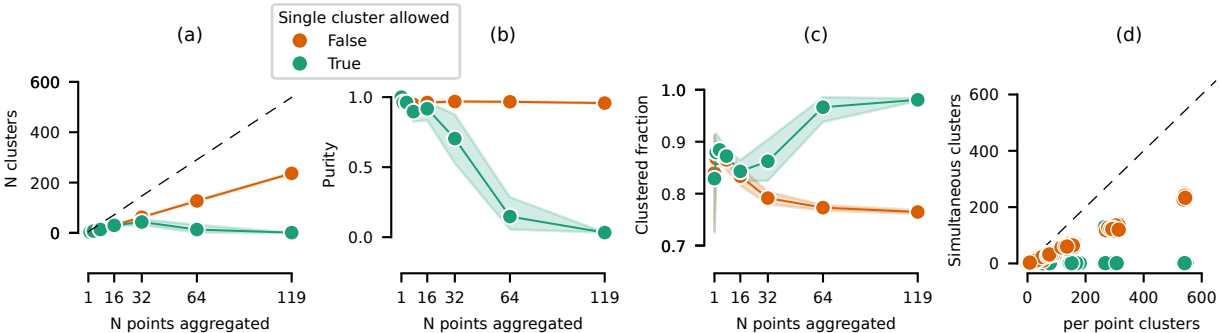 Single cluster allowed
False
True
(a)
N clusters
600
400
200
0
1 16 32 64 119
N points aggregated
(b)
Purity
1.0
0.5
0.0
1 16 32 64 119
N points aggregated
(c)
Clustered fraction
1.0
0.9
0.8
0.7
1 16 32 64 119
N points aggregated
(d)
Simultaneous clusters
600
400
200
0
0 200 400 600
per point clusters